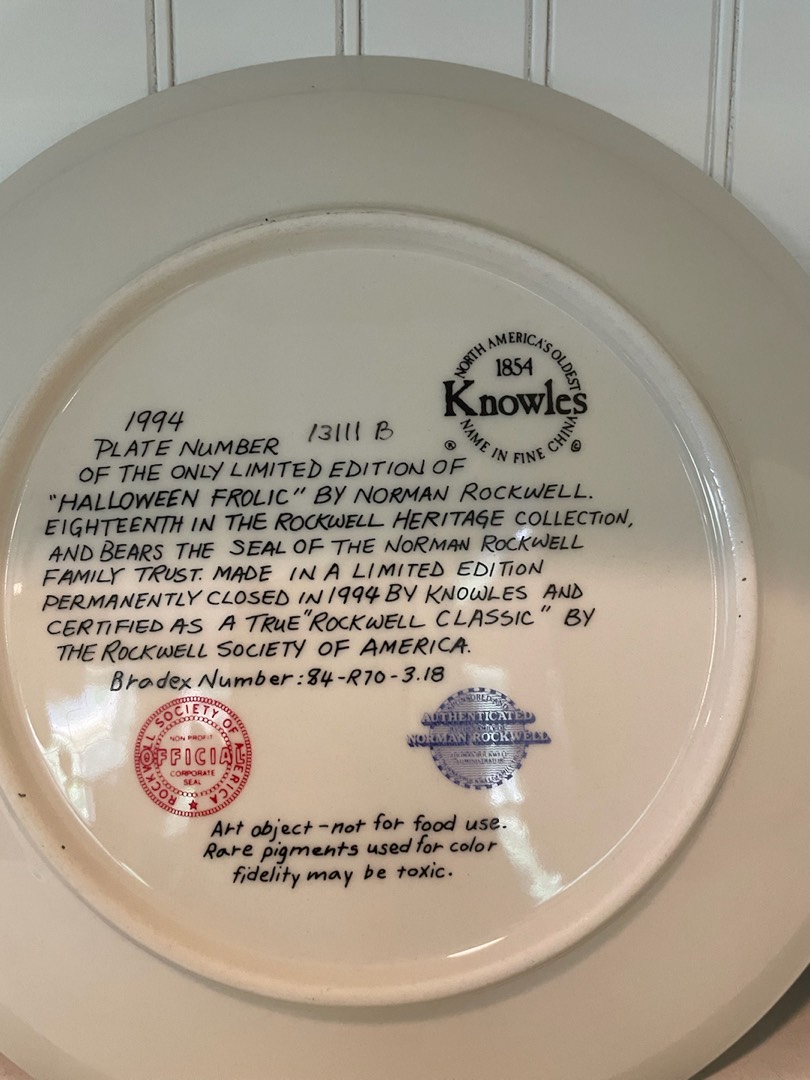 NORTH AMERICA'S OLDEST
1854
Knowles
NAME IN FINE CHINA
® ©
1994
PLATE NUMBER 13111 B
OF THE ONLY LIMITED EDITION OF
"HALLOWEEN FROLIC" BY NORMAN ROCKWELL.
EIGHTEENTH IN THE ROCKWELL HERITAGE COLLECTION,
AND BEARS THE SEAL OF THE NORMAN ROCKWELL
FAMILY TRUST. MADE IN A LIMITED EDITION
PERMANENTLY CLOSED IN 1994 BY KNOWLES AND
CERTIFIED AS A TRUE "ROCKWELL CLASSIC" BY
THE ROCKWELL SOCIETY OF AMERICA.
Bradex Number: 84-R70-3.18
ROCKWELL SOCIETY OF AMERICA
NON PROFIT
OFFICIAL
CORPORATE
SEAL
AUTHENTICATED
NORMAN ROCKWELL
Art object - not for food use.
Rare pigments used for color
fidelity may be toxic.